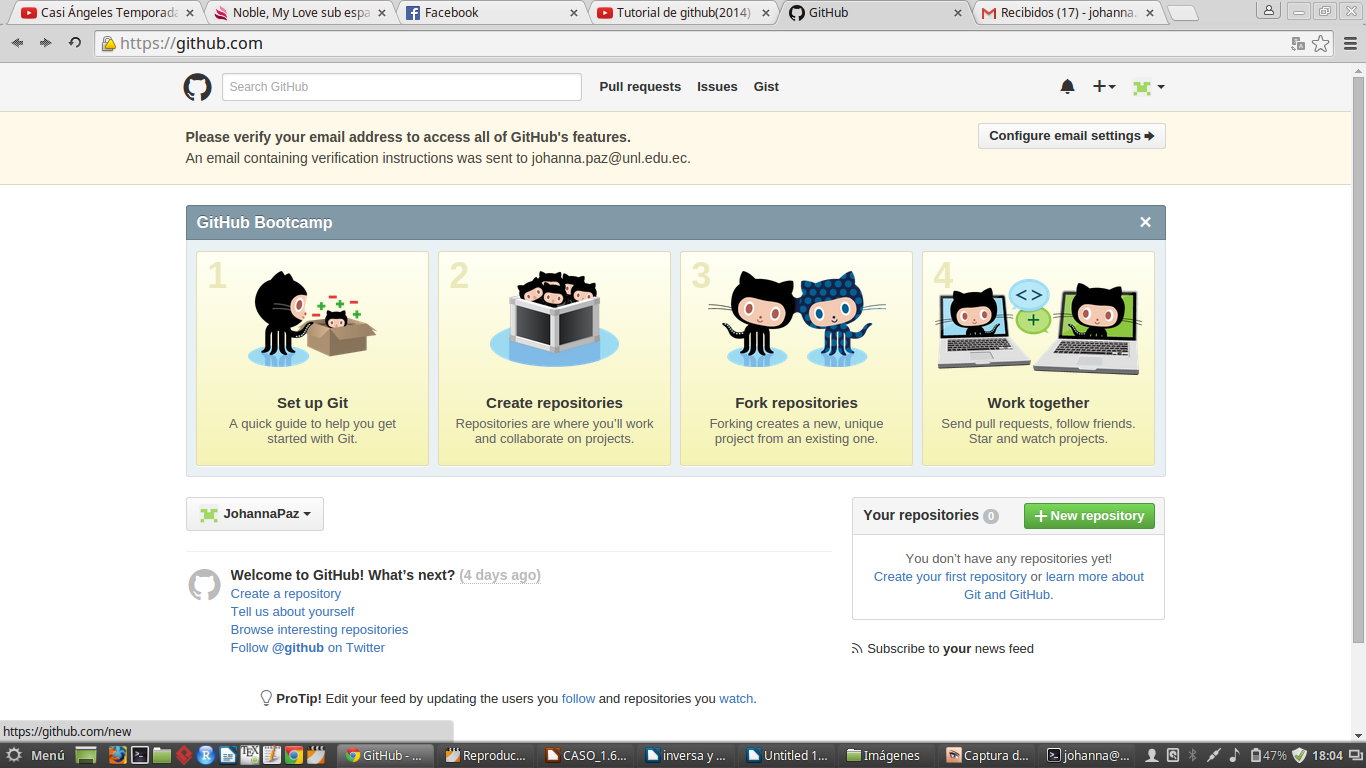 Casi Ángeles Temporada
Noble, My Love sub espa
Facebook
Tutorial de github(2014)
GitHub
Recibidos (17) - johanna.
https://github.com
Search GitHub
Pull requests
Issues
Gist
Please verify your email address to access all of GitHub's features.
An email containing verification instructions was sent to johanna.paz@unl.edu.ec.
Configure email settings
GitHub Bootcamp
1
Set up Git
A quick guide to help you get
started with Git.
2
Create repositories
Repositories are where you'll work
and collaborate on projects.
3
Fork repositories
Forking creates a new, unique
project from an existing one.
4
Work together
Send pull requests, follow friends.
Star and watch projects.
JohannaPaz
Welcome to GitHub! What's next? (4 days ago)
Create a repository
Tell us about yourself
Browse interesting repositories
Follow @github on Twitter
ProTip! Edit your feed by updating the users you follow and repositories you watch.
Your repositories 0
New repository
You don't have any repositories yet!
Create your first repository or learn more about
Git and GitHub.
Subscribe to your news feed
https://github.com/new
Menú
GitHub - ...
Reproduc...
CASO_1.6...
inversa y ...
Untitled 1...
Imágenes
Captura d...
johanna@...
47%
18:04